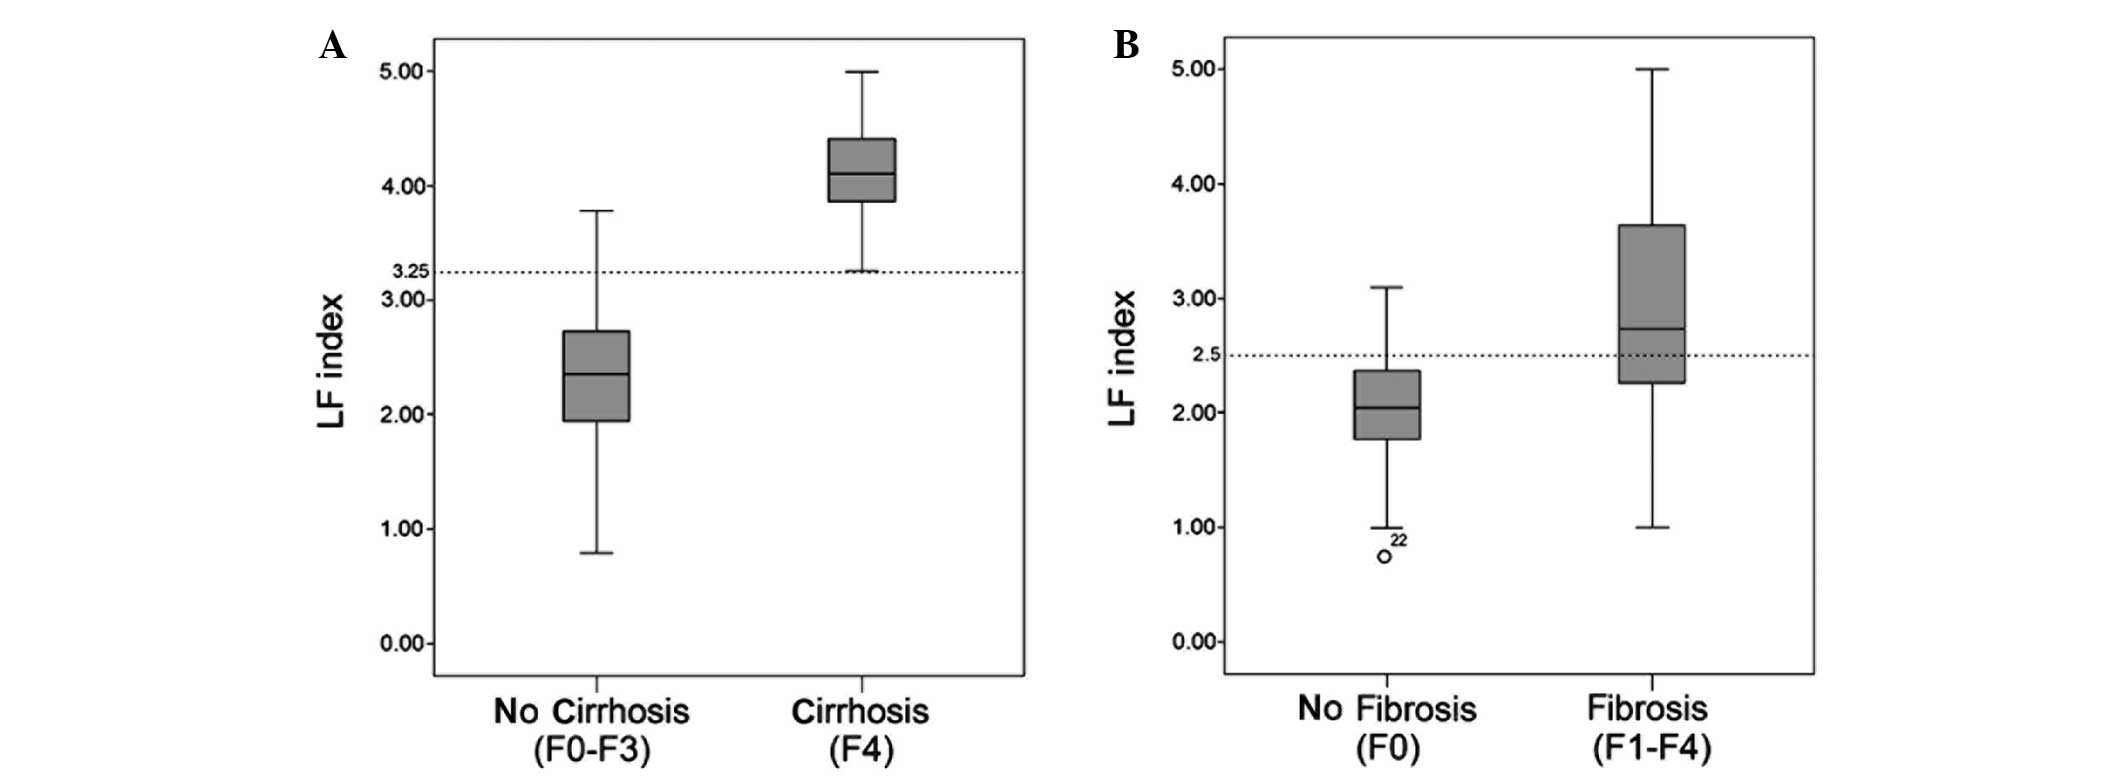 A
5.00
4.00
3.25
3.00
2.00
1.00
0.00
LF index
No Cirrhosis
(F0-F3)
Cirrhosis
(F4)
B
5.00
4.00
3.00
2.5
2.00
1.00
0.00
LF index
22
No Fibrosis
(F0)
Fibrosis
(F1-F4)